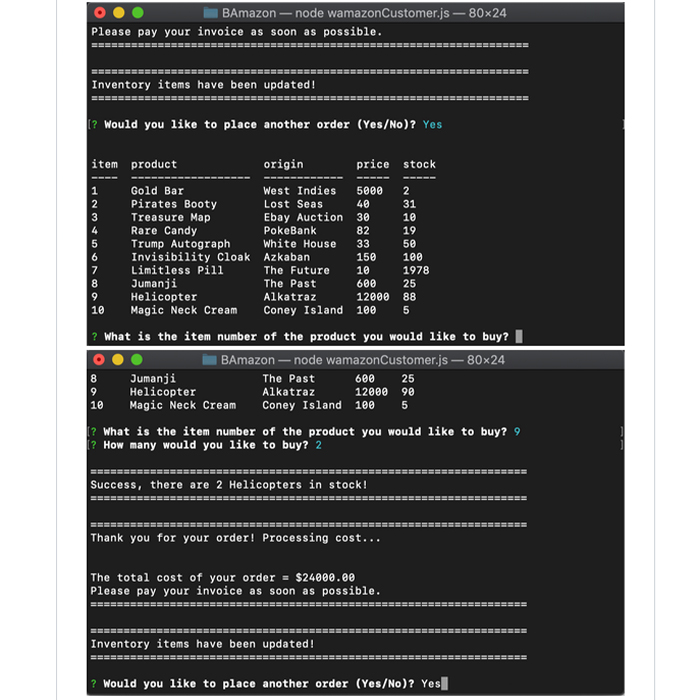 BAmazon — node wamazonCustomer.js — 80×24
Please pay your invoice as soon as possible.
==================================================================
==================================================================
Inventory items have been updated!
==================================================================
[? Would you like to place another order (Yes/No)? Yes ]
item product origin price stock
---- ------------------ ------------ ----- -----
1 Gold Bar West Indies 5000 2
2 Pirates Booty Lost Seas 40 31
3 Treasure Map Ebay Auction 30 10
4 Rare Candy PokeBank 82 19
5 Trump Autograph White House 33 50
6 Invisibility Cloak Azkaban 150 100
7 Limitless Pill The Future 10 1978
8 Jumanji The Past 600 25
9 Helicopter Alkatraz 12000 88
10 Magic Neck Cream Coney Island 100 5
? What is the item number of the product you would like to buy?
BAmazon — node wamazonCustomer.js — 80×24
8 Jumanji The Past 600 25
9 Helicopter Alkatraz 12000 90
10 Magic Neck Cream Coney Island 100 5
[? What is the item number of the product you would like to buy? 9 ]
[? How many would you like to buy? 2 ]
==================================================================
Success, there are 2 Helicopters in stock!
==================================================================
==================================================================
Thank you for your order! Processing cost...
The total cost of your order = $24000.00
Please pay your invoice as soon as possible.
==================================================================
==================================================================
Inventory items have been updated!
==================================================================
? Would you like to place another order (Yes/No)? Yes